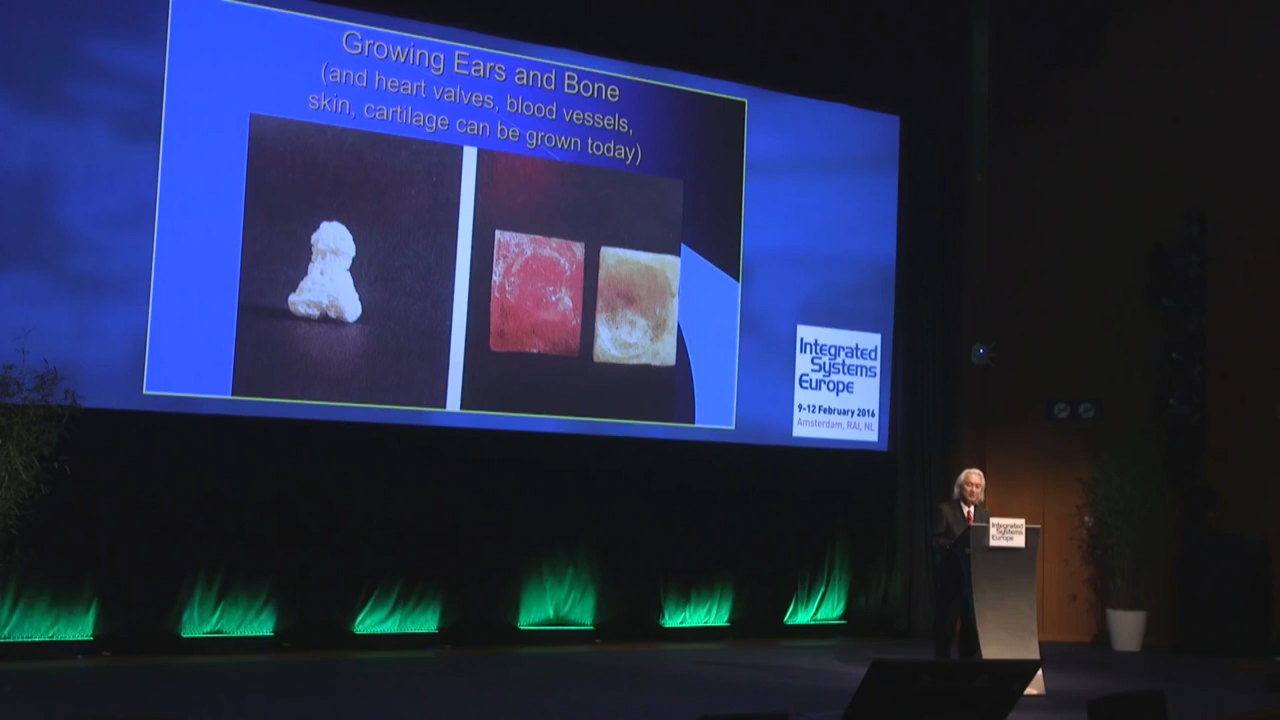 Growing Ears and Bone
(and heart valves, blood vessels,
skin, cartilage can be grown today)
Integrated
Systems
Europe
9-12 February 2016
Amsterdam, RAI, NL
Integrated
Systems
Europe